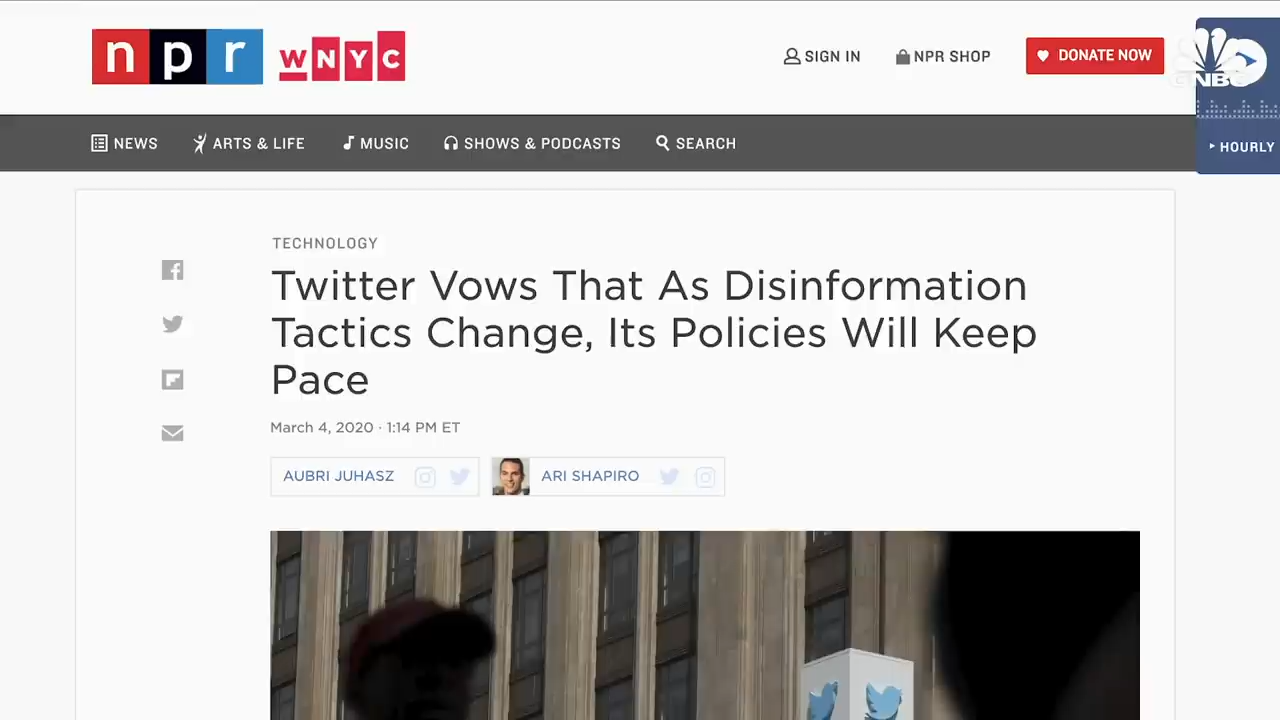 npr WNYC
SIGN IN
NPR SHOP
DONATE NOW
CNBC
NEWS
ARTS & LIFE
MUSIC
SHOWS & PODCASTS
SEARCH
HOURLY
TECHNOLOGY
Twitter Vows That As Disinformation
Tactics Change, Its Policies Will Keep
Pace
March 4, 2020 · 1:14 PM ET
AUBRI JUHASZ
ARI SHAPIRO